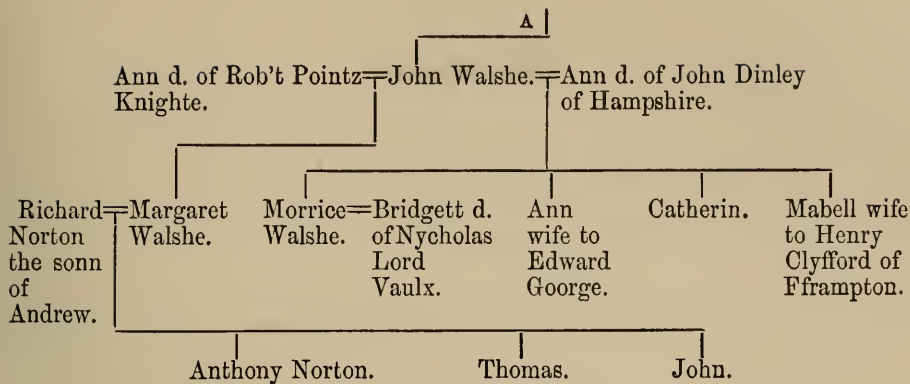 A
Ann d. of Rob't Pointz=John Walshe.=Ann d. of John Dinley
Knighte. of Hampshire.
Richard=Margaret Morrice=Bridgett d. Ann Catherin. Mabell wife
Norton Walshe. Walshe. of Nycholas wife to to Henry
the sonn Lord Edward Clyfford of
of Vaulx. Goorge. Fframpton.
Andrew.
Anthony Norton. Thomas. John.